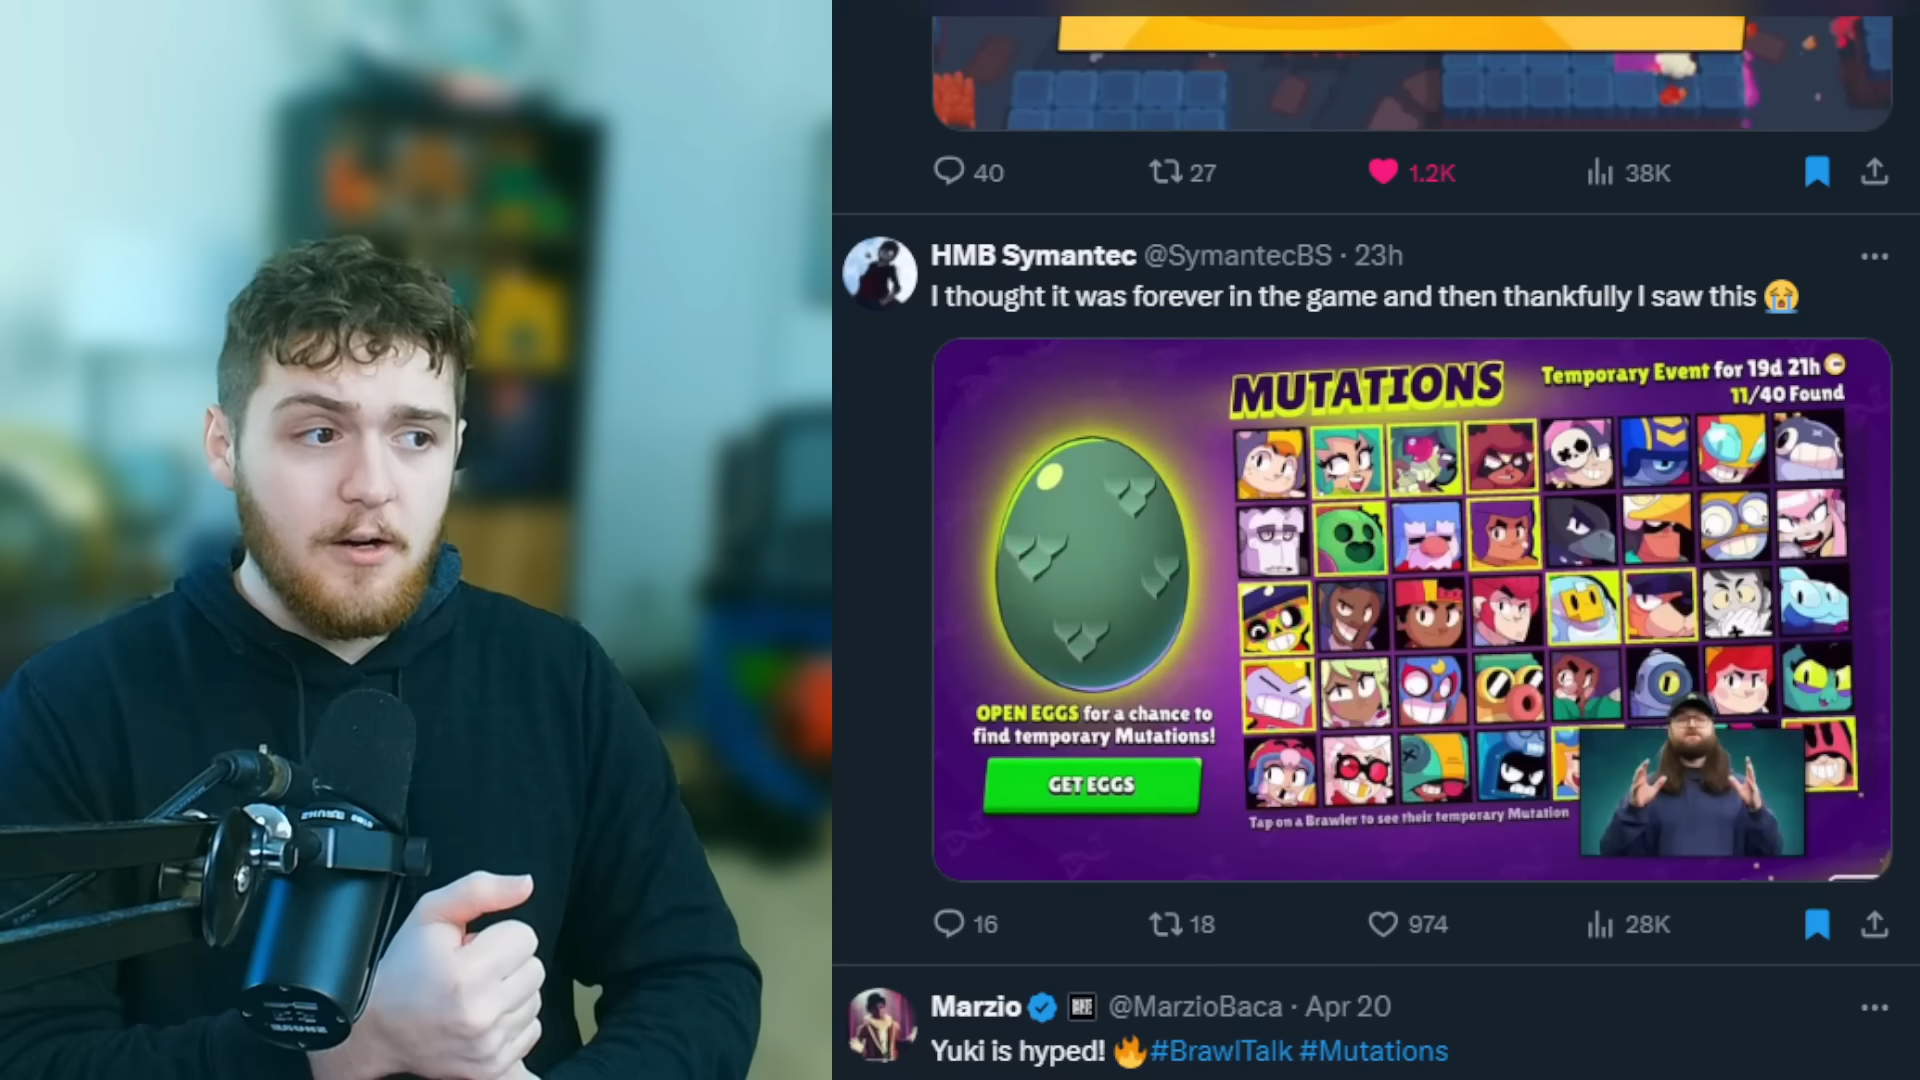 40 27 1.2K 38K
HMB Symantec @SymantecBS · 23h
I thought it was forever in the game and then thankfully I saw this 😭
MUTATIONS
Temporary Event for 19d 21h
11/40 Found
OPEN EGGS for a chance to
find temporary Mutations!
GET EGGS
Tap on a Brawler to see their temporary Mutation
16 18 974 28K
Marzio @MarzioBaca · Apr 20
Yuki is hyped! 🔥#BrawlTalk #Mutations